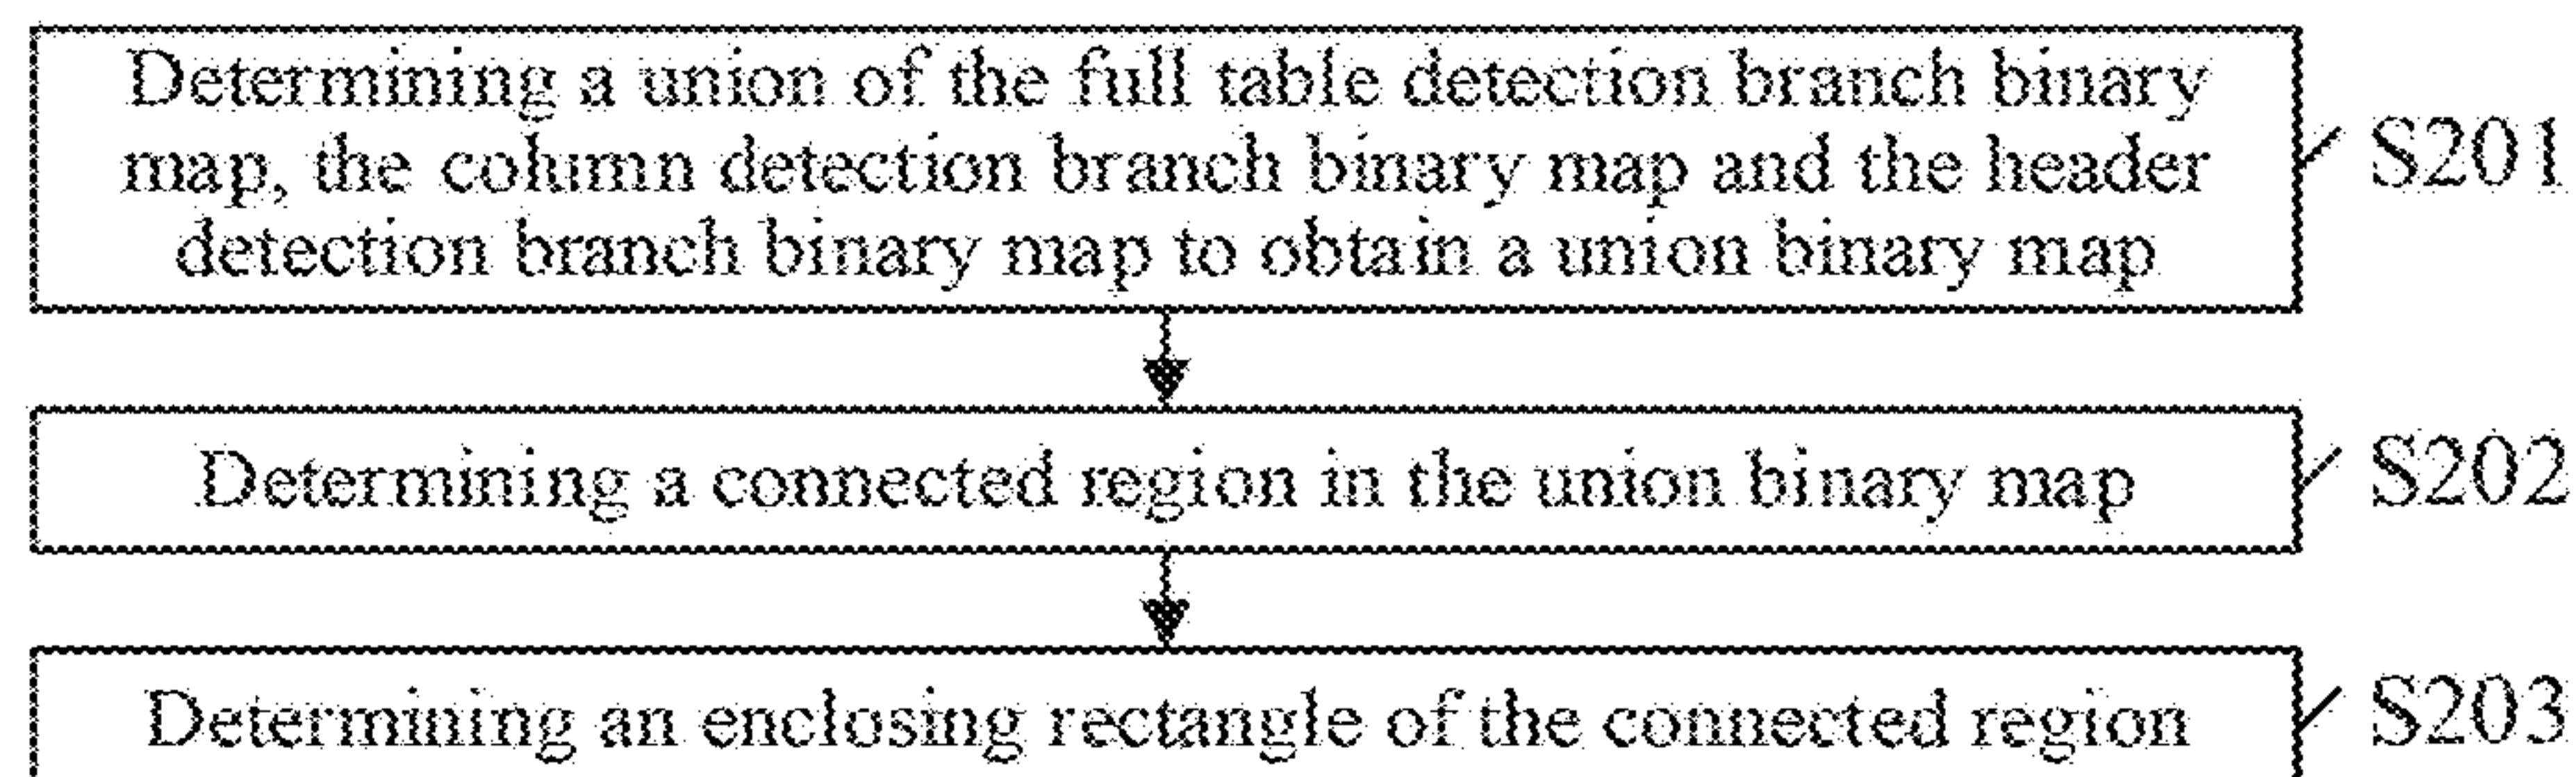 Determining a union of the full table detection branch binary
map, the column detection branch binary map and the header
detection branch binary map to obtain a union binary map
S201
Determining a connected region in the union binary map
S202
Determining an enclosing rectangle of the connected region
S203